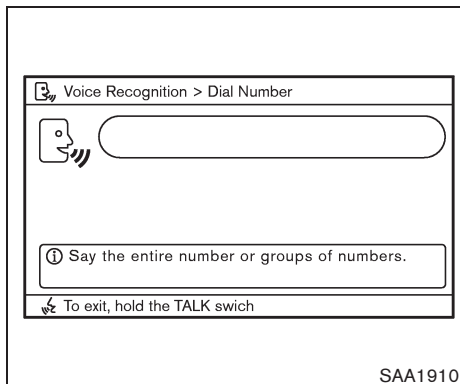 Voice Recognition > Dial Number
Say the entire number or groups of numbers.
To exit, hold the TALK swich
SAA1910